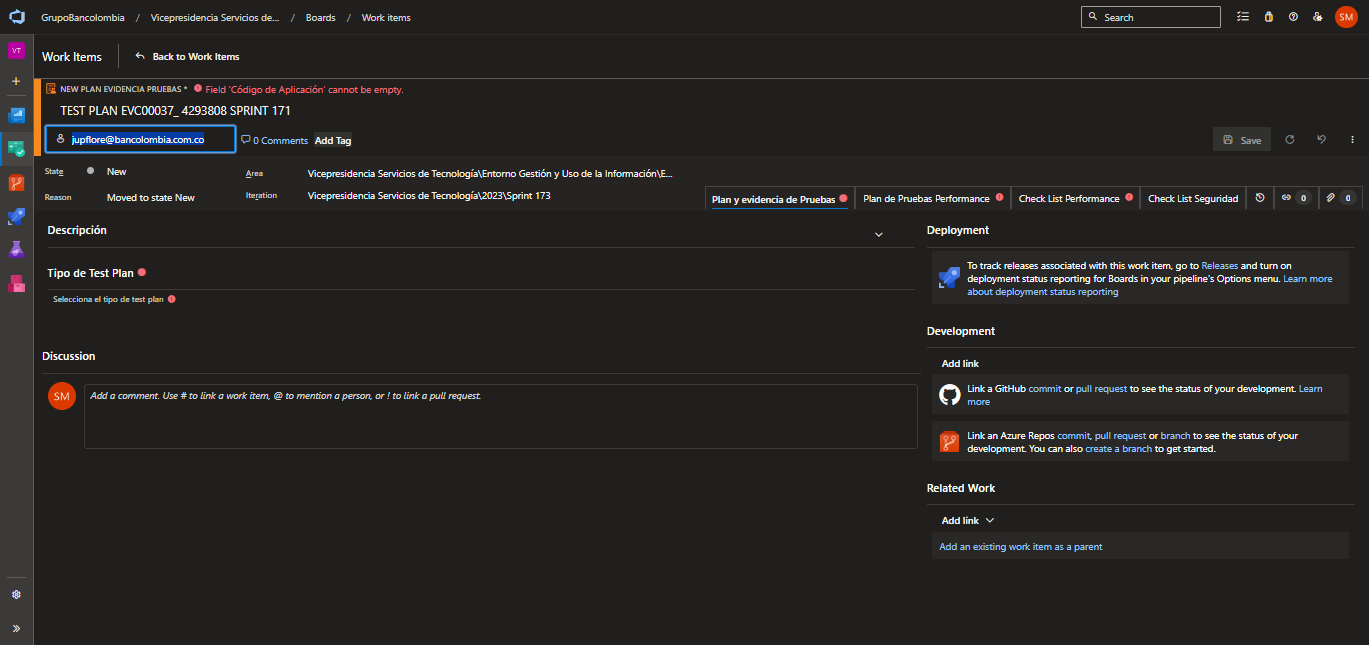 GrupoBancolombia / Vicepresidencia Servicios de... / Boards / Work items
Search
SM
VT
Work Items
Back to Work Items
NEW PLAN EVIDENCIA PRUEBAS * Field 'Código de Aplicación' cannot be empty.
TEST PLAN EVC00037_ 4293808 SPRINT 171
jupflore@bancolombia.com.co
0 Comments
Add Tag
Save
State
New
Area
Vicepresidencia Servicios de Tecnología\Entorno Gestión y Uso de la Información\E...
Reason
Moved to state New
Iteration
Vicepresidencia Servicios de Tecnología\2023\Sprint 173
Plan y evidencia de Pruebas
Plan de Pruebas Performance
Check List Performance
Check List Seguridad
0
0
Descripción
Tipo de Test Plan
Selecciona el tipo de test plan
Discussion
SM
Add a comment. Use # to link a work item, @ to mention a person, or ! to link a pull request.
Deployment
To track releases associated with this work item, go to Releases and turn on
deployment status reporting for Boards in your pipeline's Options menu. Learn more
about deployment status reporting
Development
Add link
Link a GitHub commit or pull request to see the status of your development. Learn
more
Link an Azure Repos commit, pull request or branch to see the status of your
development. You can also create a branch to get started.
Related Work
Add link
Add an existing work item as a parent